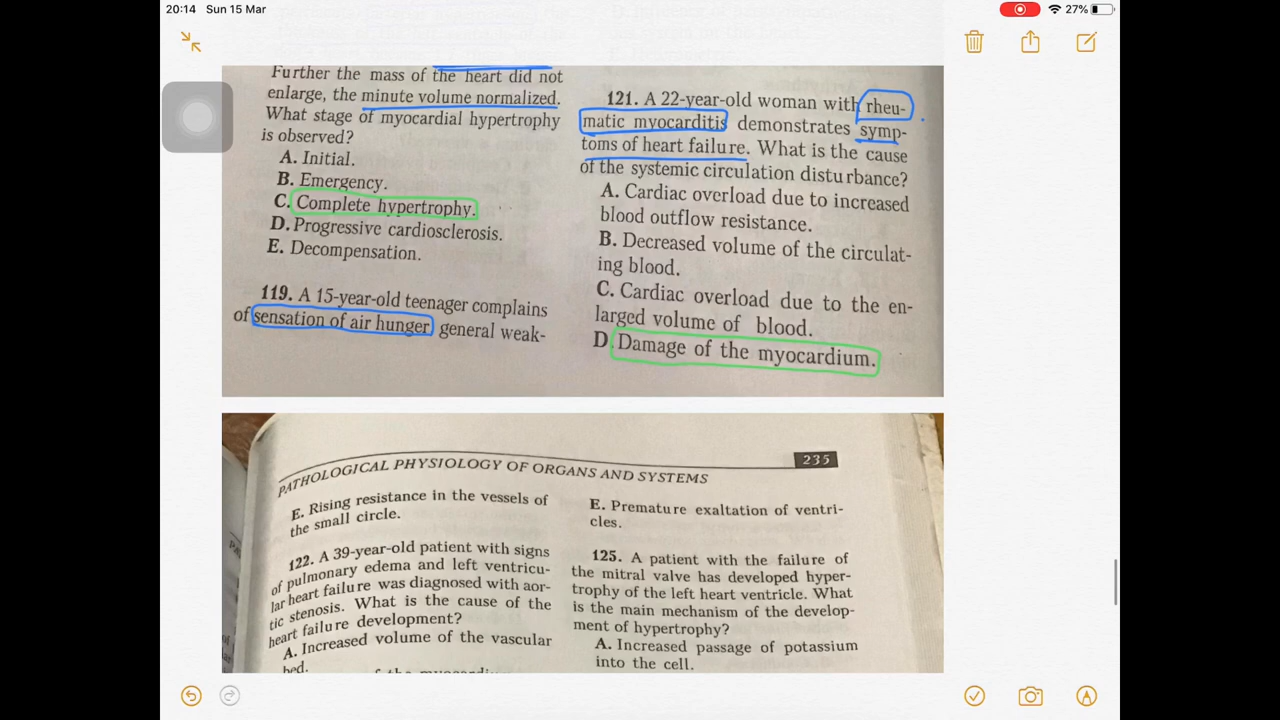 20:14 Sun 15 Mar
27%
Further the mass of the heart did not
enlarge, the minute volume normalized.
What stage of myocardial hypertrophy
is observed?
A. Initial.
B. Emergency.
C. Complete hypertrophy.
D. Progressive cardiosclerosis.
E. Decompensation.
119. A 15-year-old teenager complains
of sensation of air hunger, general weak-
121. A 22-year-old woman with rheu-
matic myocarditis demonstrates symp-
toms of heart failure. What is the cause
of the systemic circulation disturbance?
A. Cardiac overload due to increased
blood outflow resistance.
B. Decreased volume of the circulat-
ing blood.
C. Cardiac overload due to the en-
larged volume of blood.
D. Damage of the myocardium.
PATHOLOGICAL PHYSIOLOGY OF ORGANS AND SYSTEMS
235
E. Rising resistance in the vessels of
the small circle.
122. A 39-year-old patient with signs
of pulmonary edema and left ventricu-
lar heart failure was diagnosed with aor-
tic stenosis. What is the cause of the
heart failure development?
A. Increased volume of the vascular
bed.
E. Premature exaltation of ventri-
cles.
125. A patient with the failure of
the mitral valve has developed hyper-
trophy of the left heart ventricle. What
is the main mechanism of the develop-
ment of hypertrophy?
A. Increased passage of potassium
into the cell.